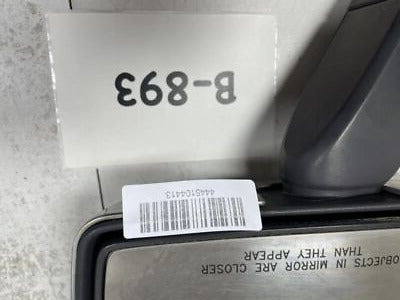 B-893
4445104413
OBJECTS IN MIRROR ARE CLOSER
THAN THEY APPEAR